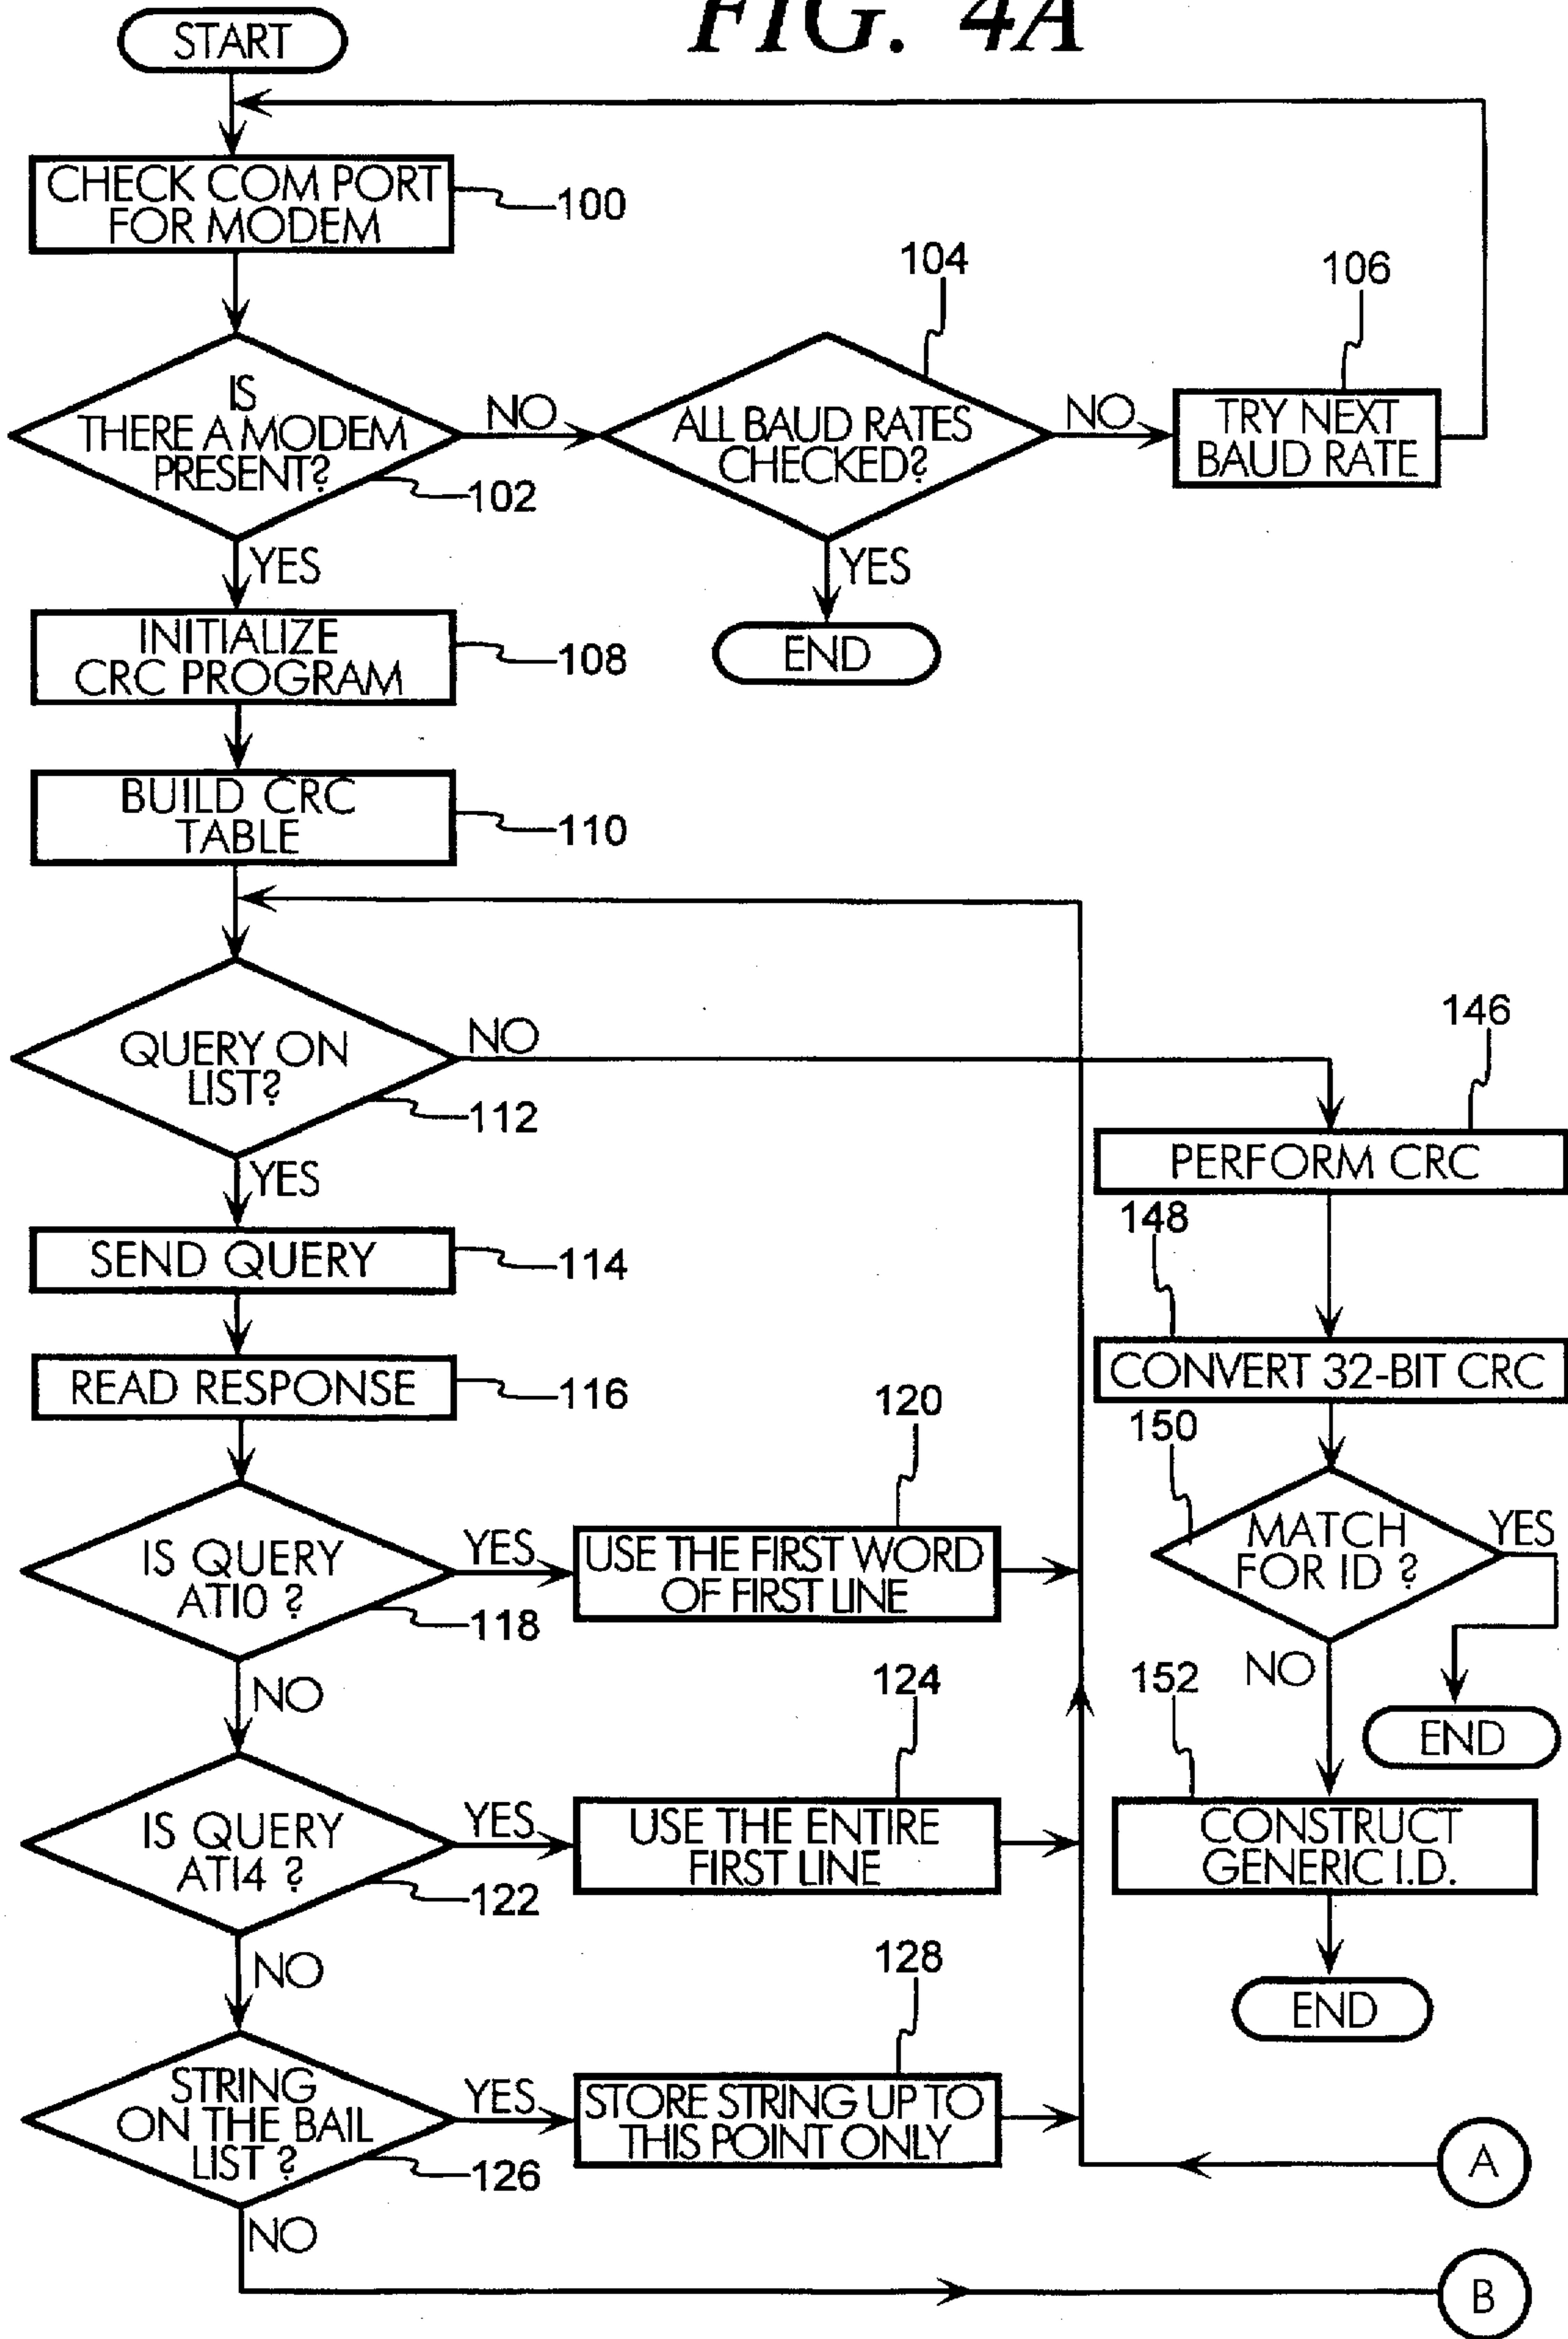 FIG. 4A
START
CHECK COM PORT
FOR MODEM
100
104
106
IS
THERE A MODEM
PRESENT?
102
NO
ALL BAUD RATES
CHECKED?
NO
TRY NEXT
BAUD RATE
YES
YES
END
INITIALIZE
CRC PROGRAM
108
BUILD CRC
TABLE
110
QUERY ON
LIST?
112
NO
146
PERFORM CRC
YES
148
SEND QUERY
114
CONVERT 32-BIT CRC
READ RESPONSE
116
120
150
IS QUERY
ATI0 ?
118
YES
USE THE FIRST WORD
OF FIRST LINE
MATCH
FOR ID ?
YES
NO
NO
124
152
END
IS QUERY
ATI4 ?
122
YES
USE THE ENTIRE
FIRST LINE
CONSTRUCT
GENERIC I.D.
NO
128
END
STRING
ON THE BAIL
LIST ?
126
YES
STORE STRING UP TO
THIS POINT ONLY
A
NO
B